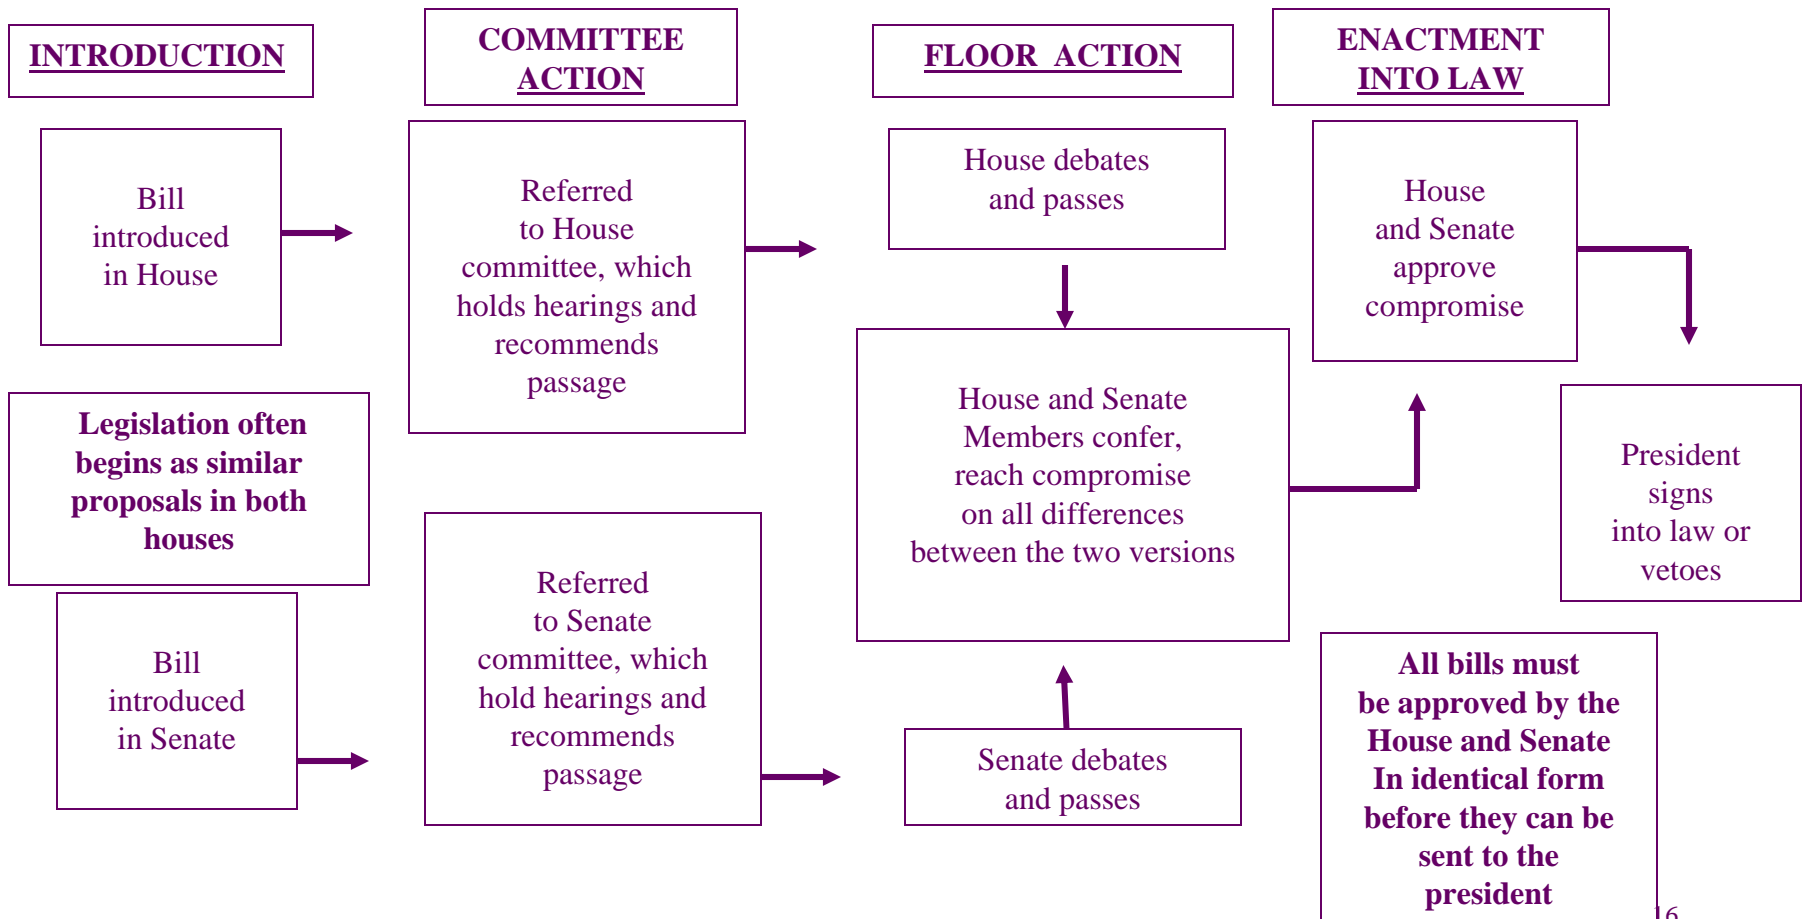 INTRODUCTION
COMMITTEE
ACTION
FLOOR ACTION
ENACTMENT
INTO LAW
Bill
introduced
in House
Referred
to House
committee, which
holds hearings and
recommends
passage
House debates
and passes
House
and Senate
approve
compromise
Legislation often
begins as similar
proposals in both
houses
House and Senate
Members confer,
reach compromise
on all differences
between the two versions
President
signs
into law or
vetoes
Bill
introduced
in Senate
Referred
to Senate
committee, which
hold hearings and
recommends
passage
Senate debates
and passes
All bills must
be approved by the
House and Senate
In identical form
before they can be
sent to the
president
16